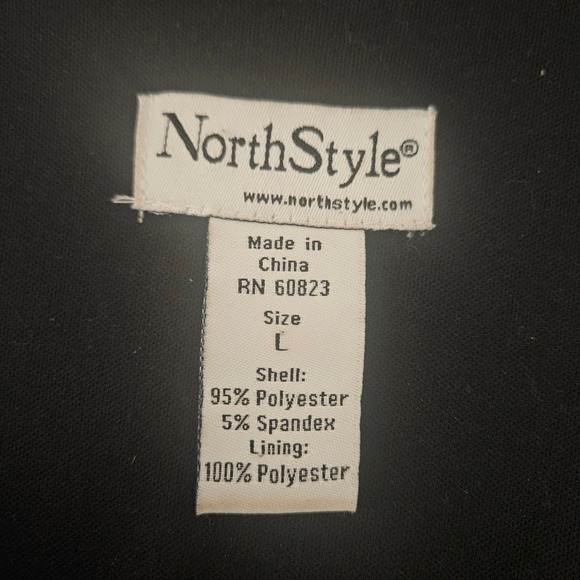 NorthStyle®
www.northstyle.com
Made in
China
RN 60823
Size
L
Shell:
95% Polyester
5% Spandex
Lining:
100% Polyester